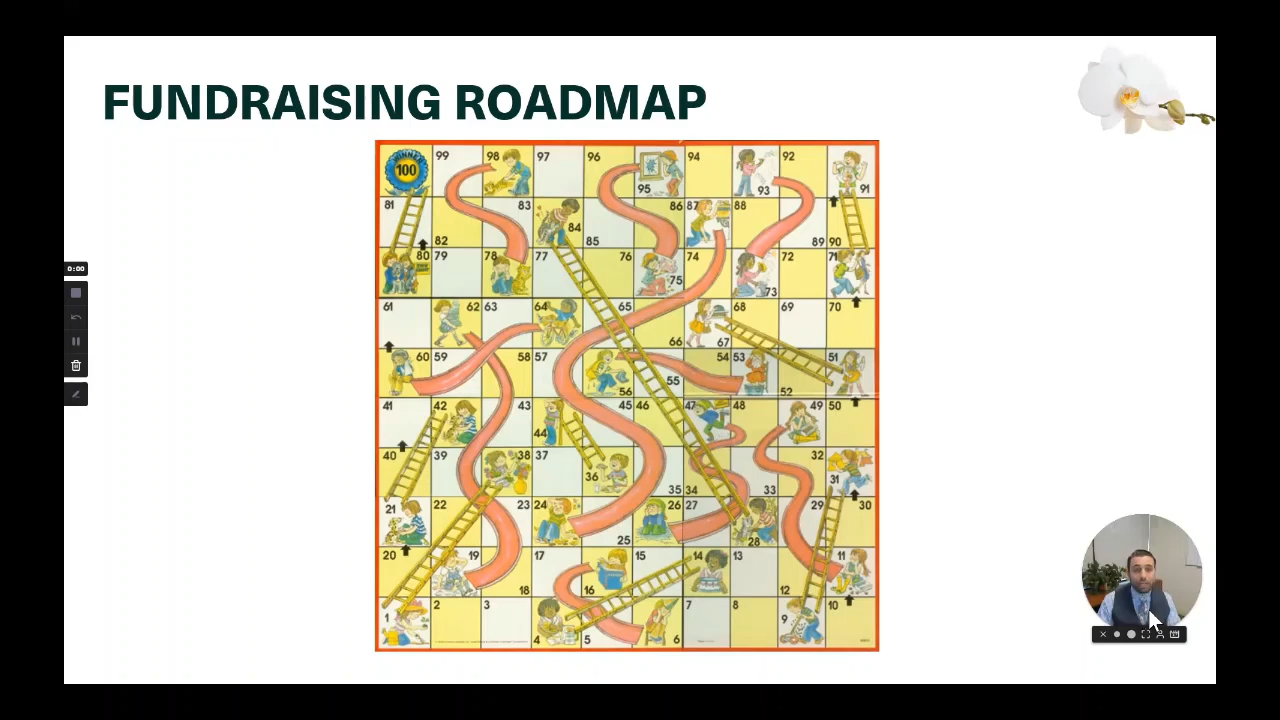 FUNDRAISING ROADMAP
WINNER
100 99 98 97 96 95 94 93 92 91
81 82 83 84 85 86 87 88 89 90
80 79 78 77 76 75 74 73 72 71
61 62 63 64 65 66 67 68 69 70
60 59 58 57 56 55 54 53 52 51
41 42 43 44 45 46 47 48 49 50
40 39 38 37 36 35 34 33 32 31
21 22 23 24 25 26 27 28 29 30
20 19 18 17 16 15 14 13 12 11
1 2 3 4 5 6 7 8 9 10
0:00